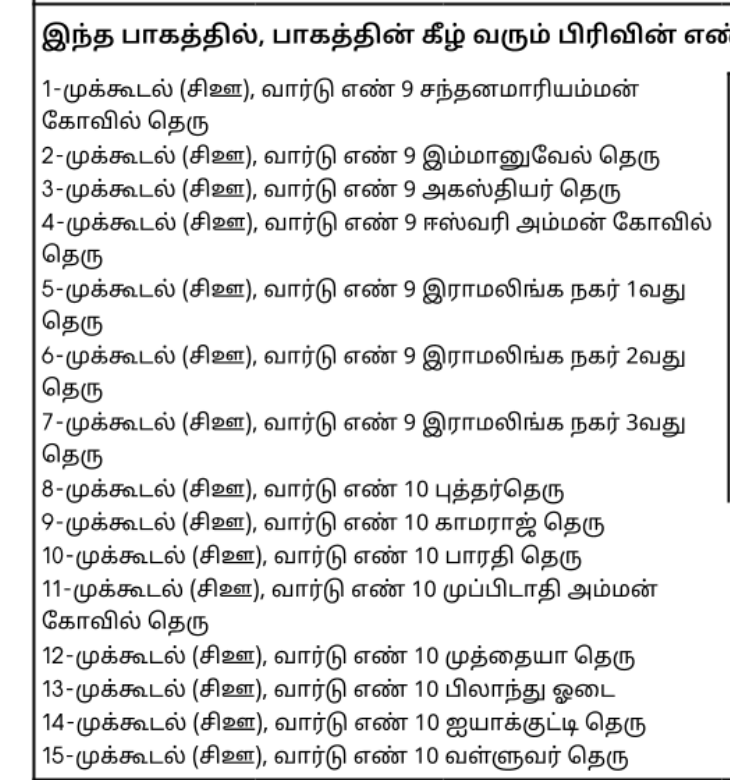 இந்த பாகத்தில், பாகத்தின் கீழ் வரும் பிரிவின் எண்
1-முக்கூடல் (சிஊ), வார்டு எண் 9 சந்தனமாரியம்மன்
கோவில் தெரு
2-முக்கூடல் (சிஊ), வார்டு எண் 9 இம்மானுவேல் தெரு
3-முக்கூடல் (சிஊ), வார்டு எண் 9 அகஸ்தியர் தெரு
4-முக்கூடல் (சிஊ), வார்டு எண் 9 ஈஸ்வரி அம்மன் கோவில்
தெரு
5-முக்கூடல் (சிஊ), வார்டு எண் 9 இராமலிங்க நகர் 1வது
தெரு
6-முக்கூடல் (சிஊ), வார்டு எண் 9 இராமலிங்க நகர் 2வது
தெரு
7-முக்கூடல் (சிஊ), வார்டு எண் 9 இராமலிங்க நகர் 3வது
தெரு
8-முக்கூடல் (சிஊ), வார்டு எண் 10 புத்தர்தெரு
9-முக்கூடல் (சிஊ), வார்டு எண் 10 காமராஜ் தெரு
10-முக்கூடல் (சிஊ), வார்டு எண் 10 பாரதி தெரு
11-முக்கூடல் (சிஊ), வார்டு எண் 10 முப்பிடாதி அம்மன்
கோவில் தெரு
12-முக்கூடல் (சிஊ), வார்டு எண் 10 முத்தையா தெரு
13-முக்கூடல் (சிஊ), வார்டு எண் 10 பிலாந்து ஓடை
14-முக்கூடல் (சிஊ), வார்டு எண் 10 ஐயாக்குட்டி தெரு
15-முக்கூடல் (சிஊ), வார்டு எண் 10 வள்ளுவர் தெரு